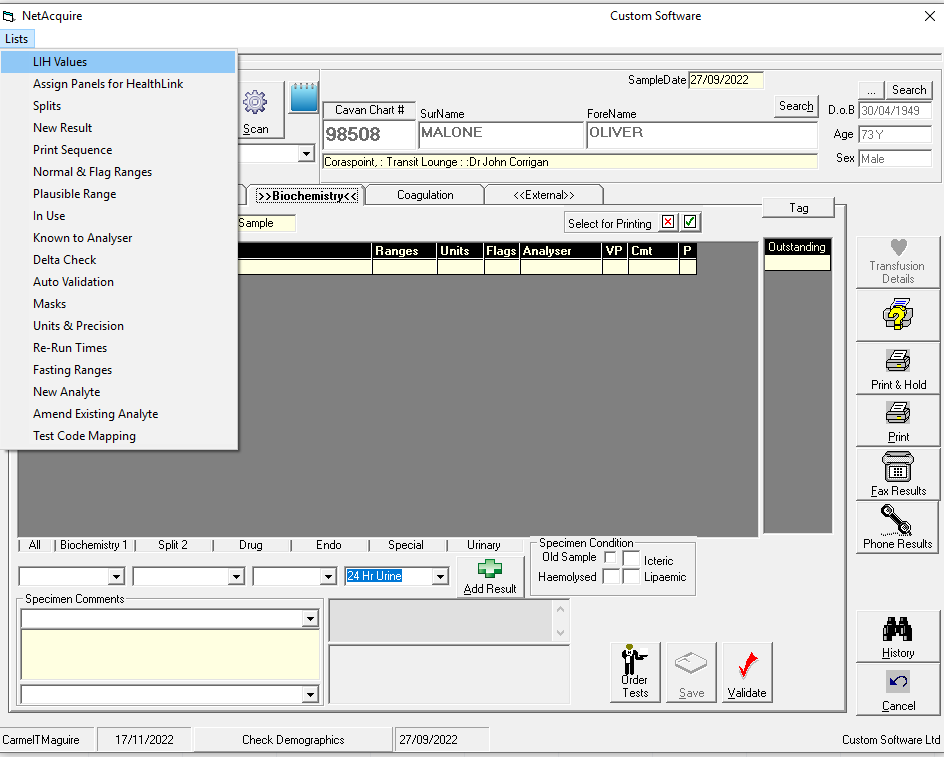 NetAcquire
Custom Software
Lists
LIH Values
Assign Panels for HealthLink
Splits
New Result
Print Sequence
Normal & Flag Ranges
Plausible Range
In Use
Known to Analyser
Delta Check
Auto Validation
Masks
Units & Precision
Re-Run Times
Fasting Ranges
New Analyte
Amend Existing Analyte
Test Code Mapping
Scan
SampleDate 27/09/2022
Cavan Chart # SurName ForeName Search
98508 MALONE OLIVER
Coraspoint, : Transit Lounge : :Dr John Corrigan
... Search
D.o.B 30/04/1949
Age 73Y
Sex Male
>>Biochemistry<< Coagulation <<External>>
Tag
Sample
Select for Printing
Ranges Units Flags Analyser VP Cmt P
Outstanding
Transfusion
Details
Print & Hold
Print
Fax Results
Phone Results
| All | Biochemistry 1 | Split 2 | Drug | Endo | Special | Urinary
24 Hr Urine
Add Result
Specimen Condition
Old Sample Icteric
Haemolysed Lipaemic
Specimen Comments
Order
Tests
Save
Validate
History
Cancel
CarmelTMaguire 17/11/2022 Check Demographics 27/09/2022 Custom Software Ltd